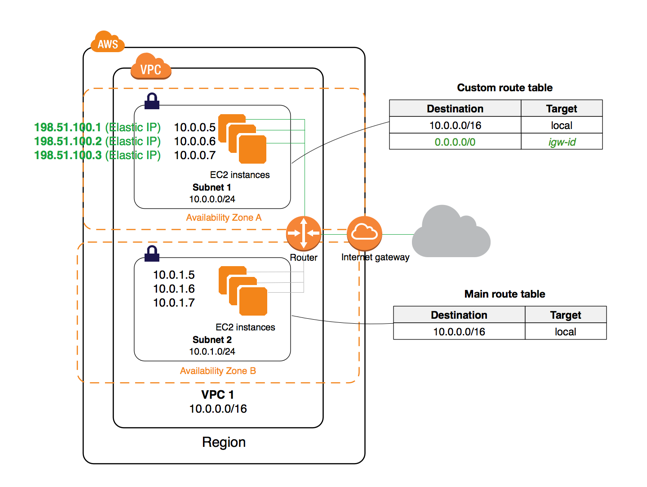 AWS
VPC
Custom route table
Destination Target
10.0.0.0/16 local
0.0.0.0/0 igw-id
198.51.100.1 (Elastic IP) 10.0.0.5
198.51.100.2 (Elastic IP) 10.0.0.6
198.51.100.3 (Elastic IP) 10.0.0.7
EC2 instances
Subnet 1
10.0.0.0/24
Availability Zone A
Router
Internet gateway
10.0.1.5
10.0.1.6
10.0.1.7
EC2 instances
Subnet 2
10.0.1.0/24
Availability Zone B
Main route table
Destination Target
10.0.0.0/16 local
VPC 1
10.0.0.0/16
Region